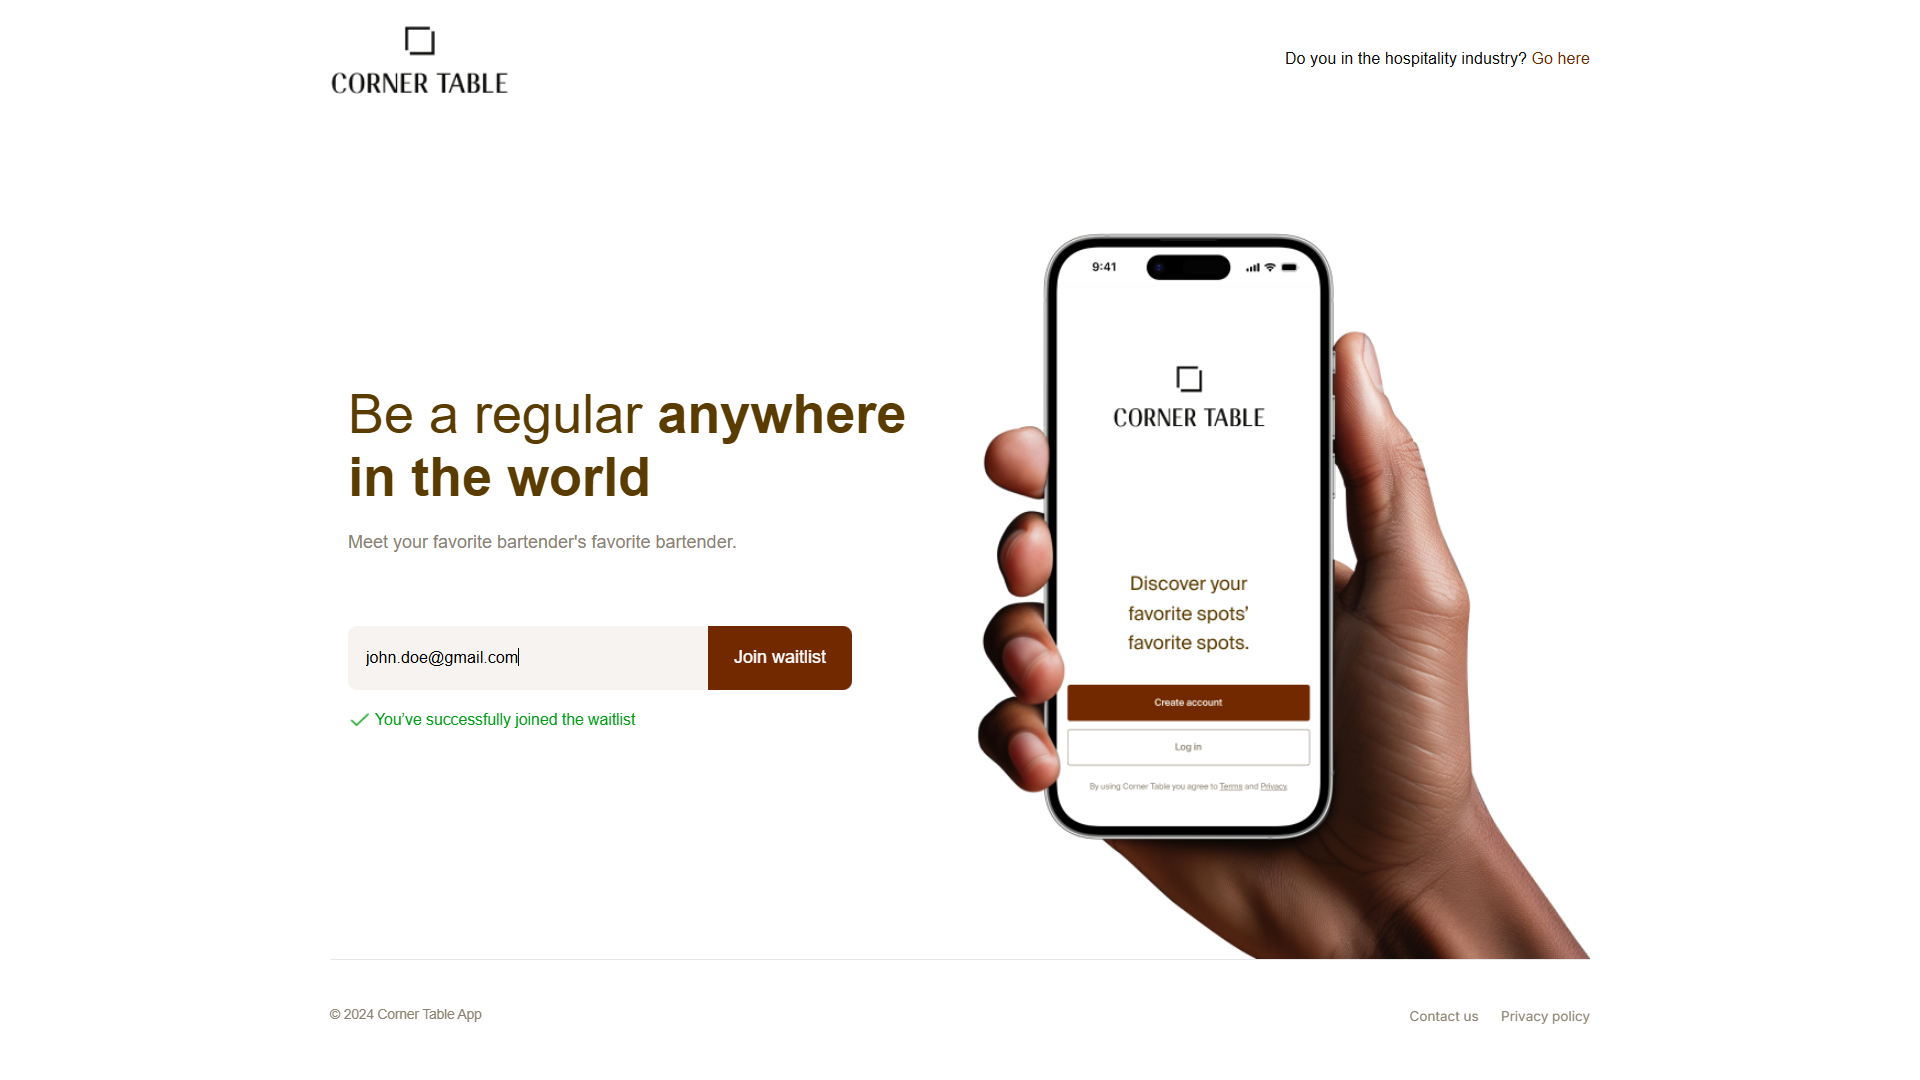 CORNER TABLE
Do you in the hospitality industry? Go here
Be a regular anywhere
in the world
Meet your favorite bartender's favorite bartender.
john.doe@gmail.com
Join waitlist
You’ve successfully joined the waitlist
9:41
CORNER TABLE
Discover your
favorite spots’
favorite spots.
Create account
Log in
By using Corner Table you agree to Terms and Privacy.
© 2024 Corner Table App
Contact us
Privacy policy